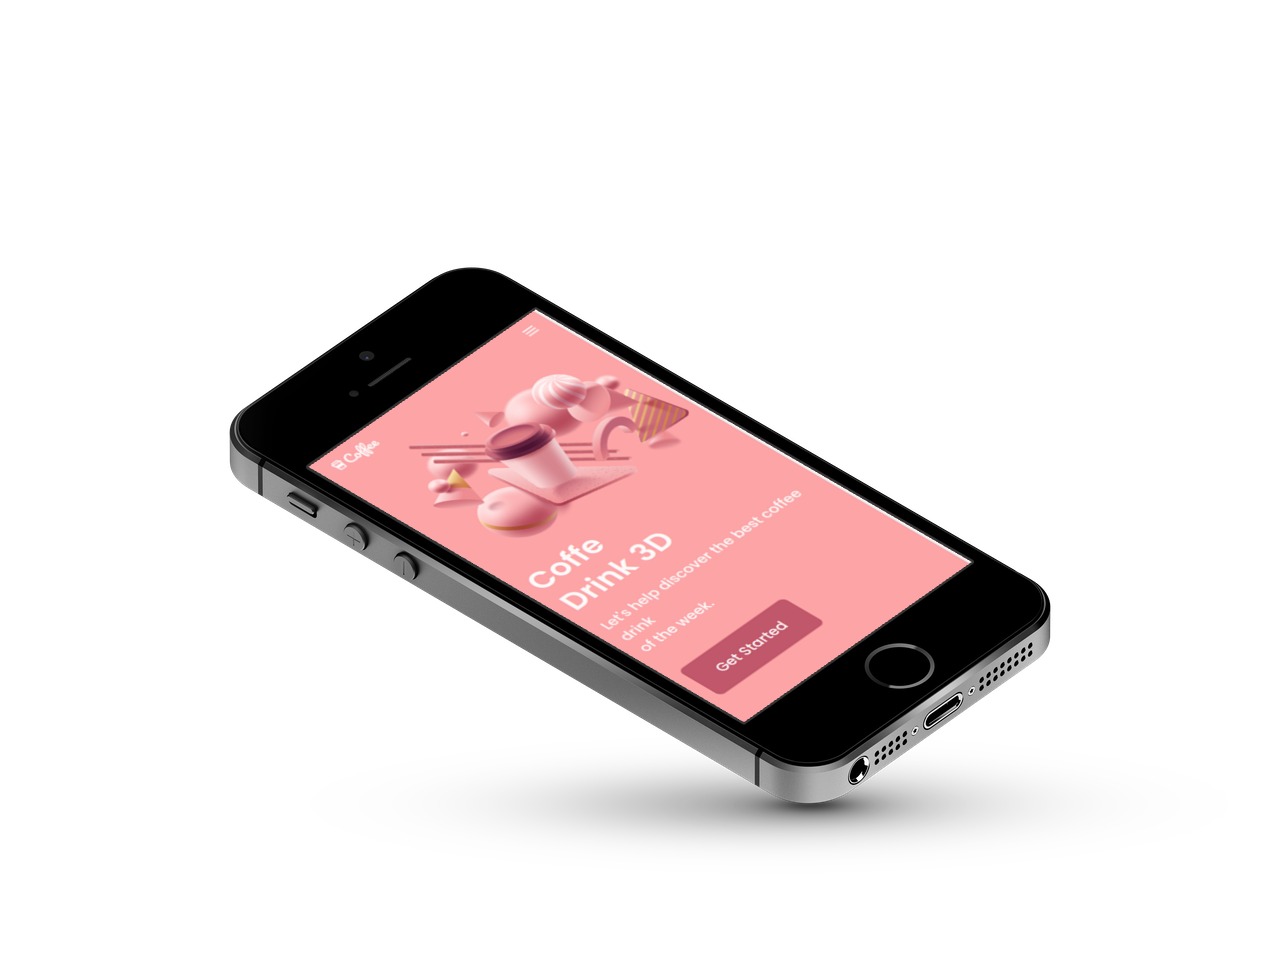 Coffee
Coffe
Drink 3D
Let's help discover the best coffee
drink
of the week.
Get Started